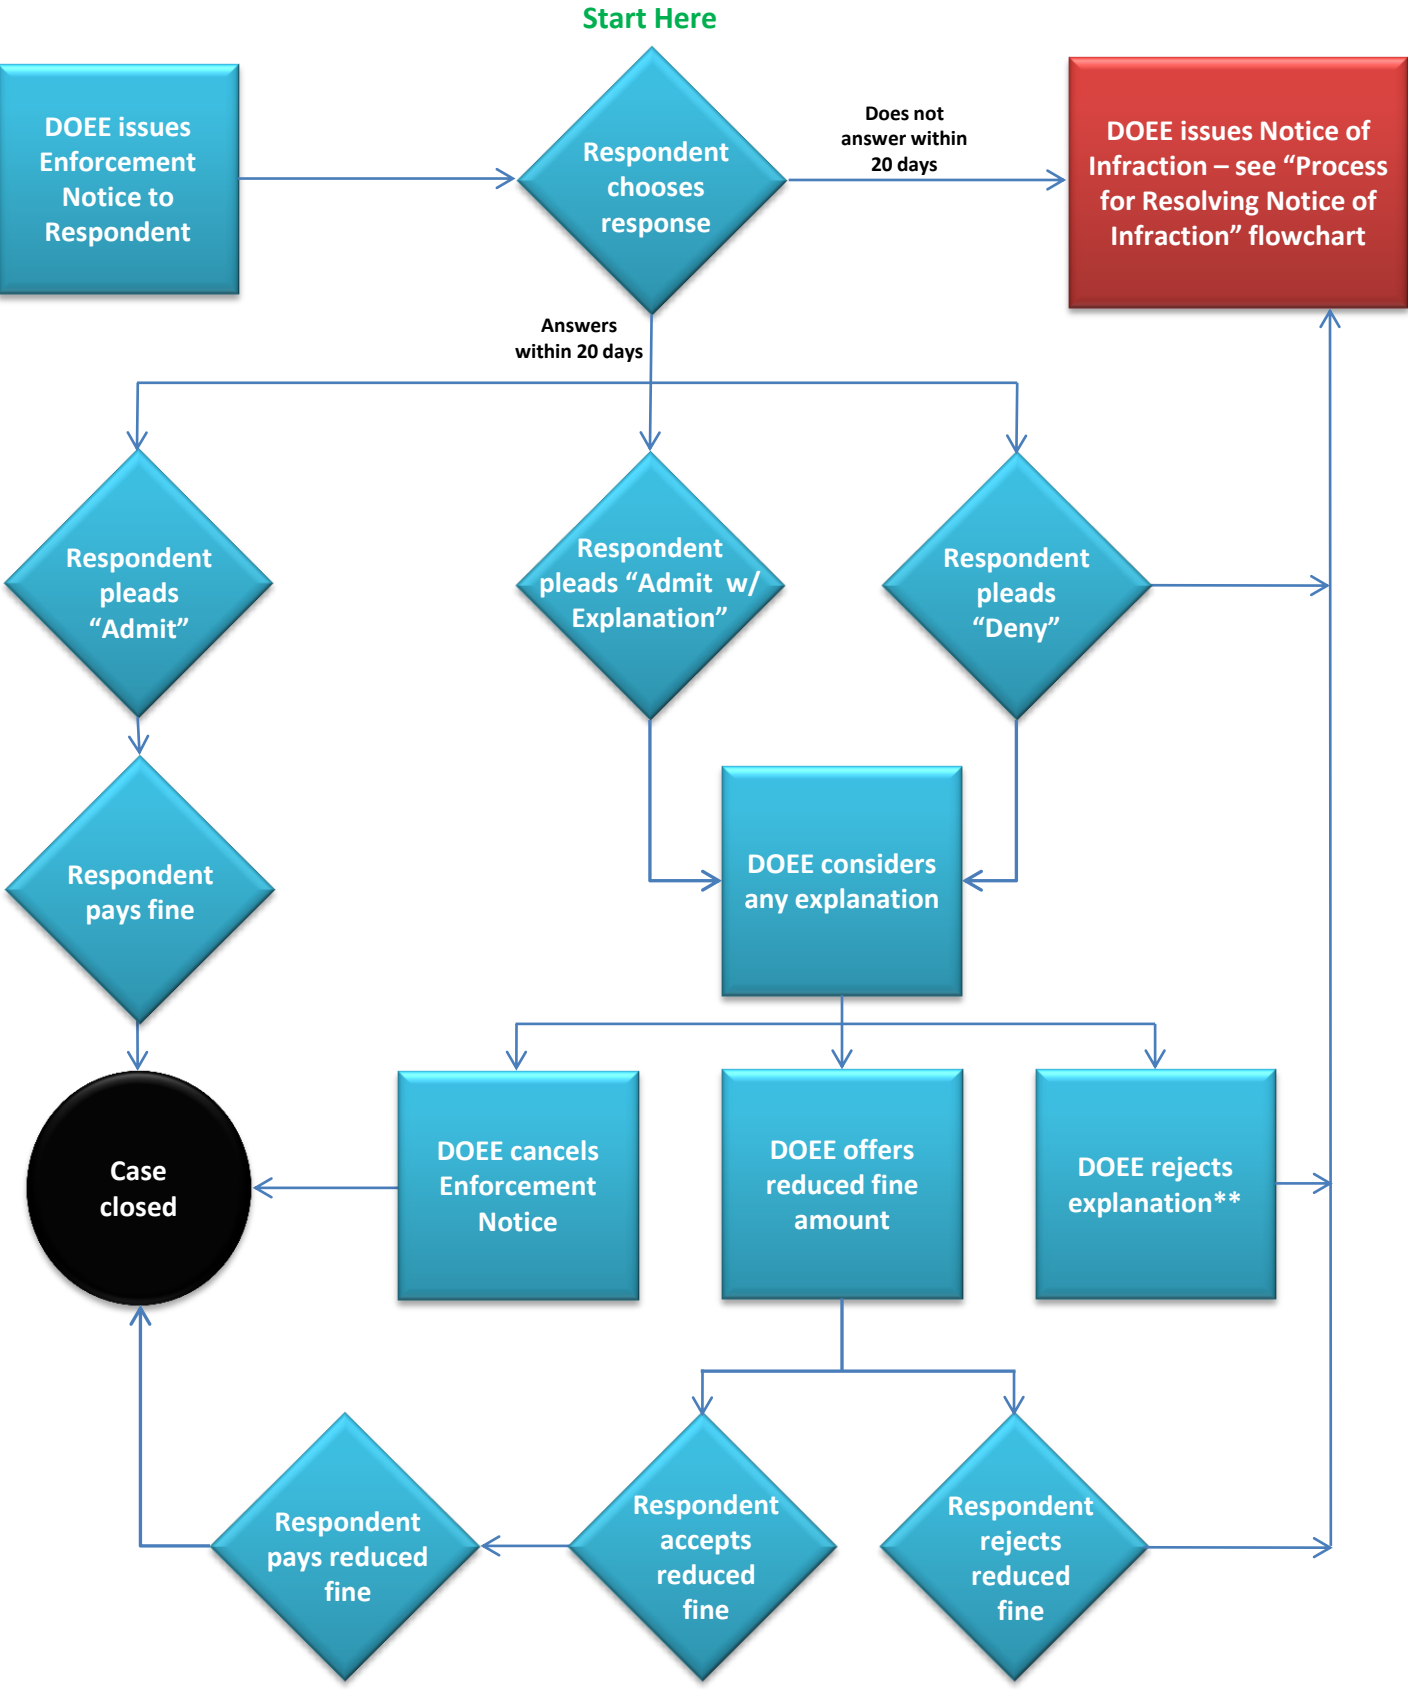 Start Here
DOEE issues
Enforcement
Notice to
Respondent
Respondent
chooses
response
Does not
answer within
20 days
DOEE issues Notice of
Infraction – see “Process
for Resolving Notice of
Infraction” flowchart
Answers
within 20 days
Respondent
pleads
“Admit”
Respondent
pleads “Admit  w/
Explanation”
Respondent
pleads
“Deny”
Respondent
pays fine
DOEE considers
any explanation
Case
closed
DOEE cancels
Enforcement
Notice
DOEE offers
reduced fine
amount
DOEE rejects
explanation**
Respondent
pays reduced
fine
Respondent
accepts
reduced
fine
Respondent
rejects
reduced
fine